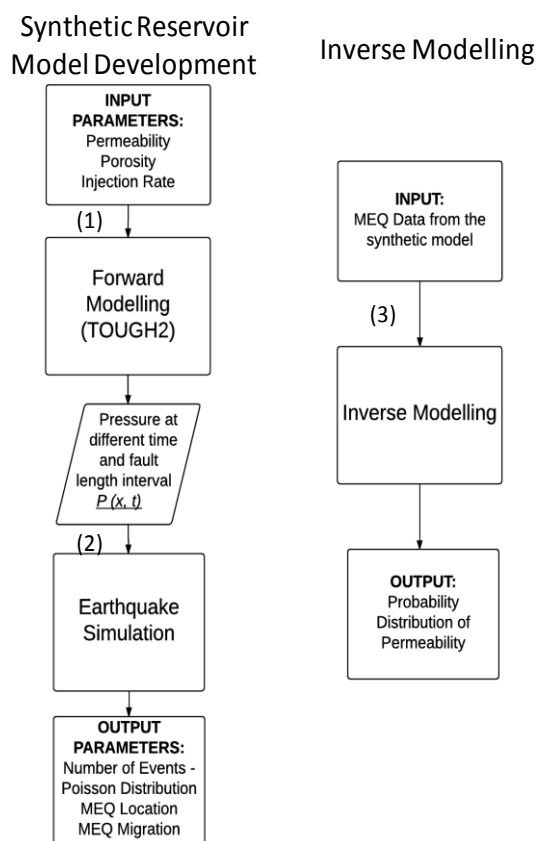 Synthetic Reservoir
Model Development
INPUT
PARAMETERS:
Permeability
Porosity
Injection Rate
(1)
Forward
Modelling
(TOUGH2)
Pressure at
different time
and fault
length interval
P (x, t)
(2)
Earthquake
Simulation
OUTPUT
PARAMETERS:
Number of Events -
Poisson Distribution
MEQ Location
MEQ Migration
Inverse Modelling
INPUT:
MEQ Data from the
synthetic model
(3)
Inverse Modelling
OUTPUT:
Probability
Distribution of
Permeability